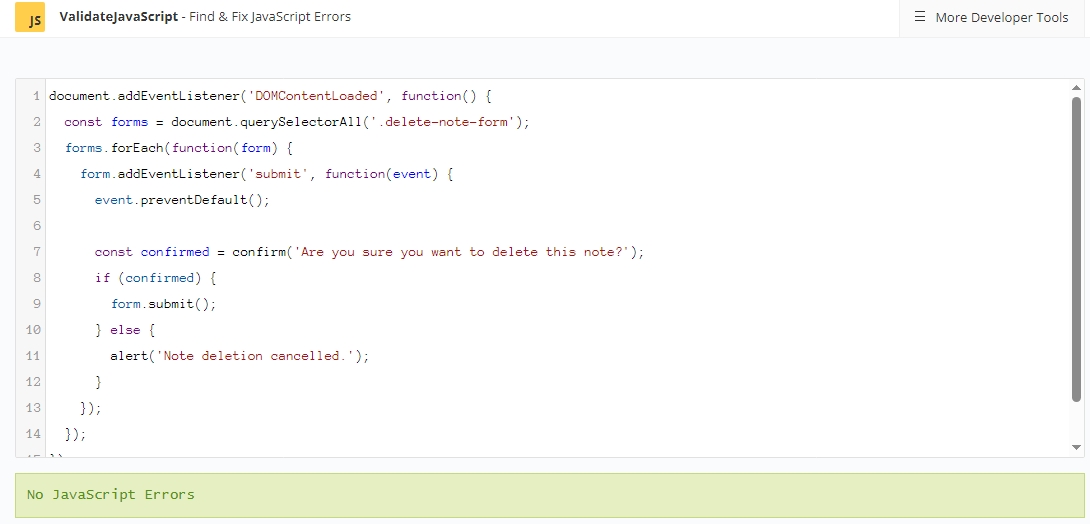 JS ValidateJavaScript - Find & Fix JavaScript Errors
☰ More Developer Tools
1 document.addEventListener('DOMContentLoaded', function() {
2 const forms = document.querySelectorAll('.delete-note-form');
3 forms.forEach(function(form) {
4 form.addEventListener('submit', function(event) {
5 event.preventDefault();
6
7 const confirmed = confirm('Are you sure you want to delete this note?');
8 if (confirmed) {
9 form.submit();
10 } else {
11 alert('Note deletion cancelled.');
12 }
13 });
14 });
No JavaScript Errors